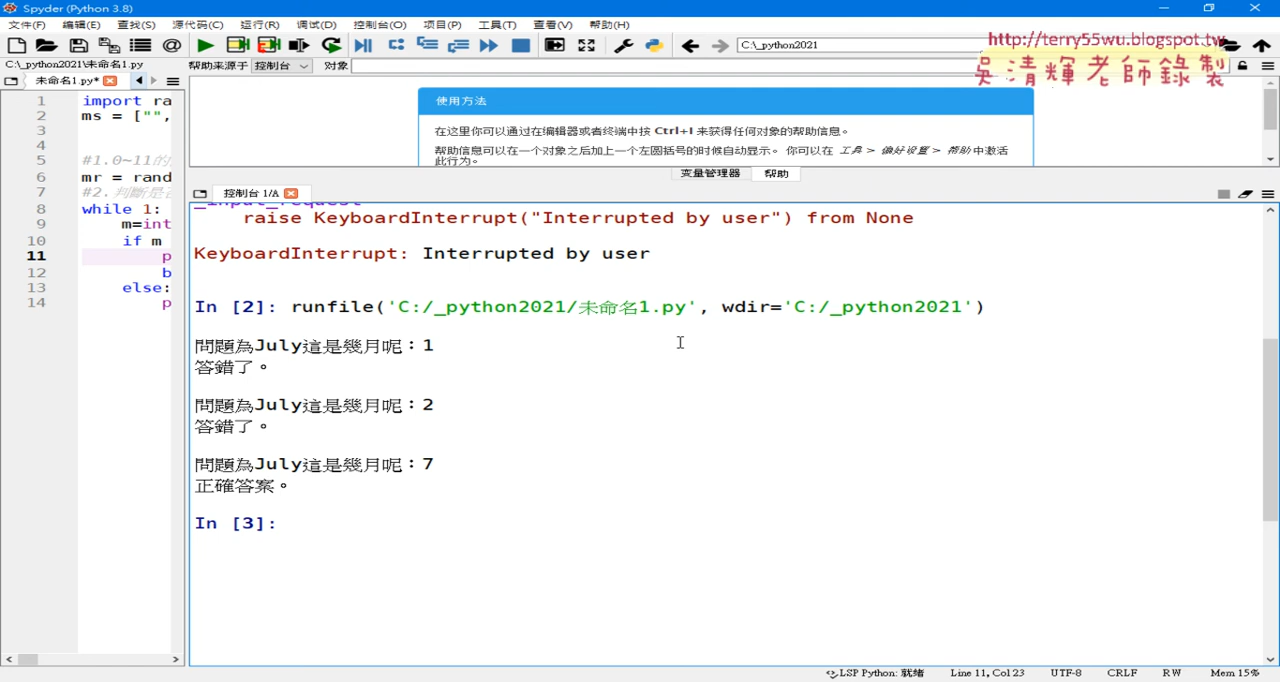 Spyder (Python 3.8)
文件(F) 编辑(E) 查找(S) 源代码(C) 运行(R) 调试(D) 控制台(O) 项目(P) 工具(T) 查看(V) 帮助(H)
C:\_python2021
http://terry55wu.blogspot.tw
吳清輝老師錄製
C:\_python2021\未命名1.py
帮助来源于 控制台 对象
未命名1.py*
使用方法
在这里你可以通过在编辑器或者终端中按 Ctrl+I 来获得任何对象的帮助信息。
帮助信息可以在一个对象之后加上一个左圆括号的时候自动显示。 你可以在 工具 > 偏好设置 > 帮助 中激活
此行为。
变量管理器 帮助
1 import ra
2 ms = ["",
3
4
5 #1.0~11的
6 mr = rand
7 #2.判斷是
8 while 1:
9 m=int
10 if m
11 p
12 b
13 else:
14 p
控制台 1/A
_input_request
raise KeyboardInterrupt("Interrupted by user") from None
KeyboardInterrupt: Interrupted by user
In [2]: runfile('C:/_python2021/未命名1.py', wdir='C:/_python2021')
問題為July這是幾月呢：1
答錯了。
問題為July這是幾月呢：2
答錯了。
問題為July這是幾月呢：7
正確答案。
In [3]:
LSP Python: 就绪 Line 11, Col 23 UTF-8 CRLF RW Mem 15%